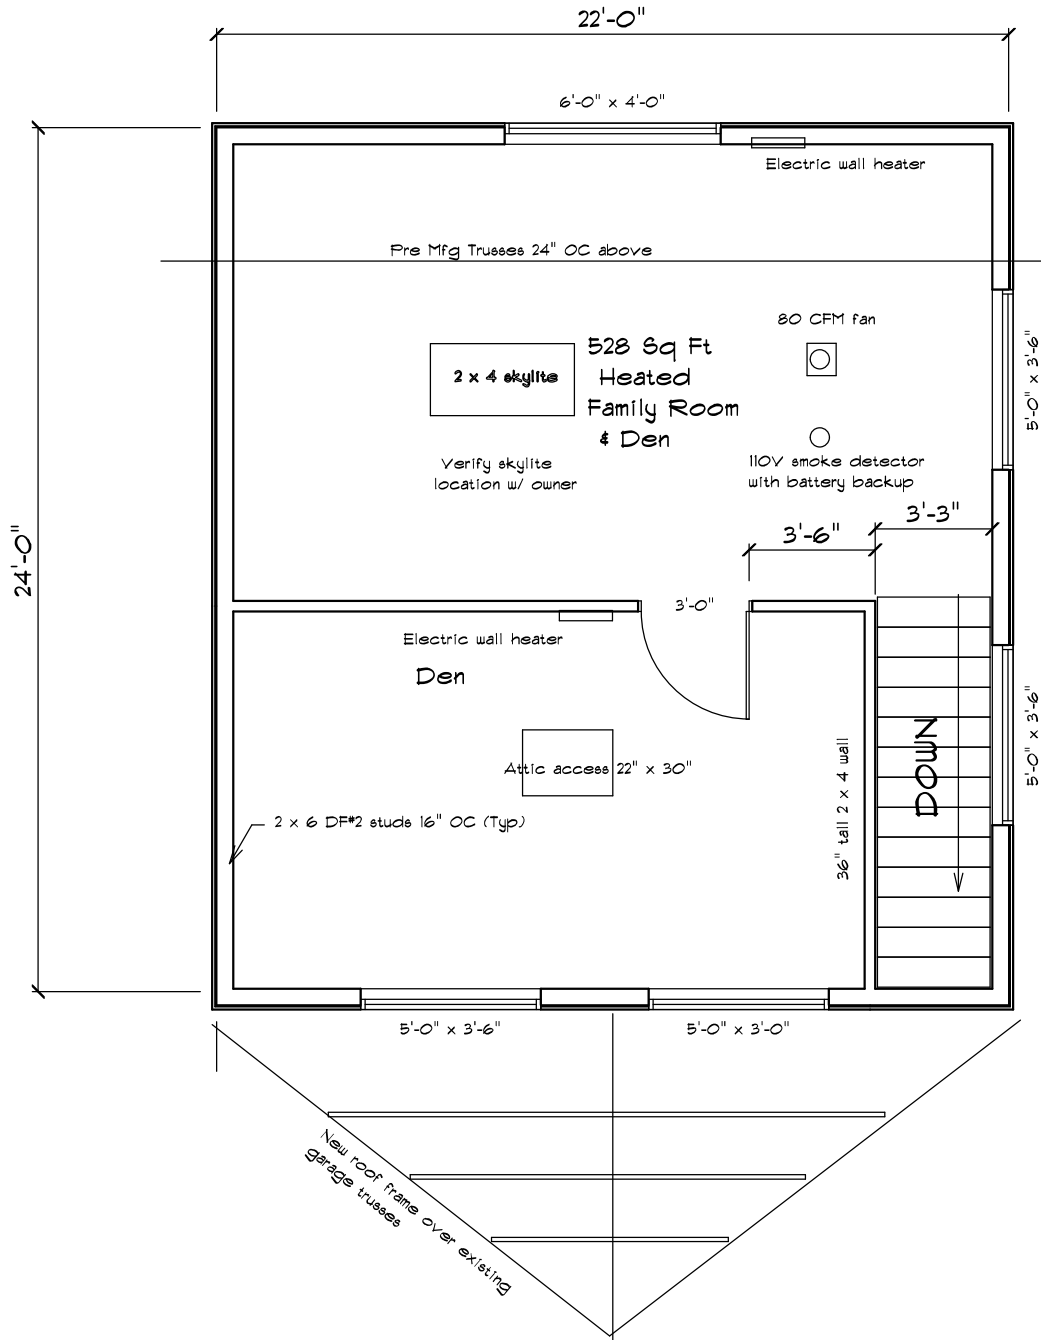 22'-0"
6'-0" x 4'-0"
Electric wall heater
Pre Mfg Trusses 24" OC above
80 CFM fan
528 Sq Ft
Heated
Family Room
& Den
2 x 4 skylite
5'-0" x 3'-6"
Verify skylite
location w/ owner
110V smoke detector
with battery backup
3'-3"
3'-6"
24'-0"
3'-0"
Electric wall heater
Den
5'-0" x 3'-6"
DOWN
Attic access 22" x 30"
36" tall 2 x 4 wall
2 x 6 DF#2 studs 16" OC (Typ)
5'-0" x 3'-6"
5'-0" x 3'-0"
New roof frame over existing
garage trusses